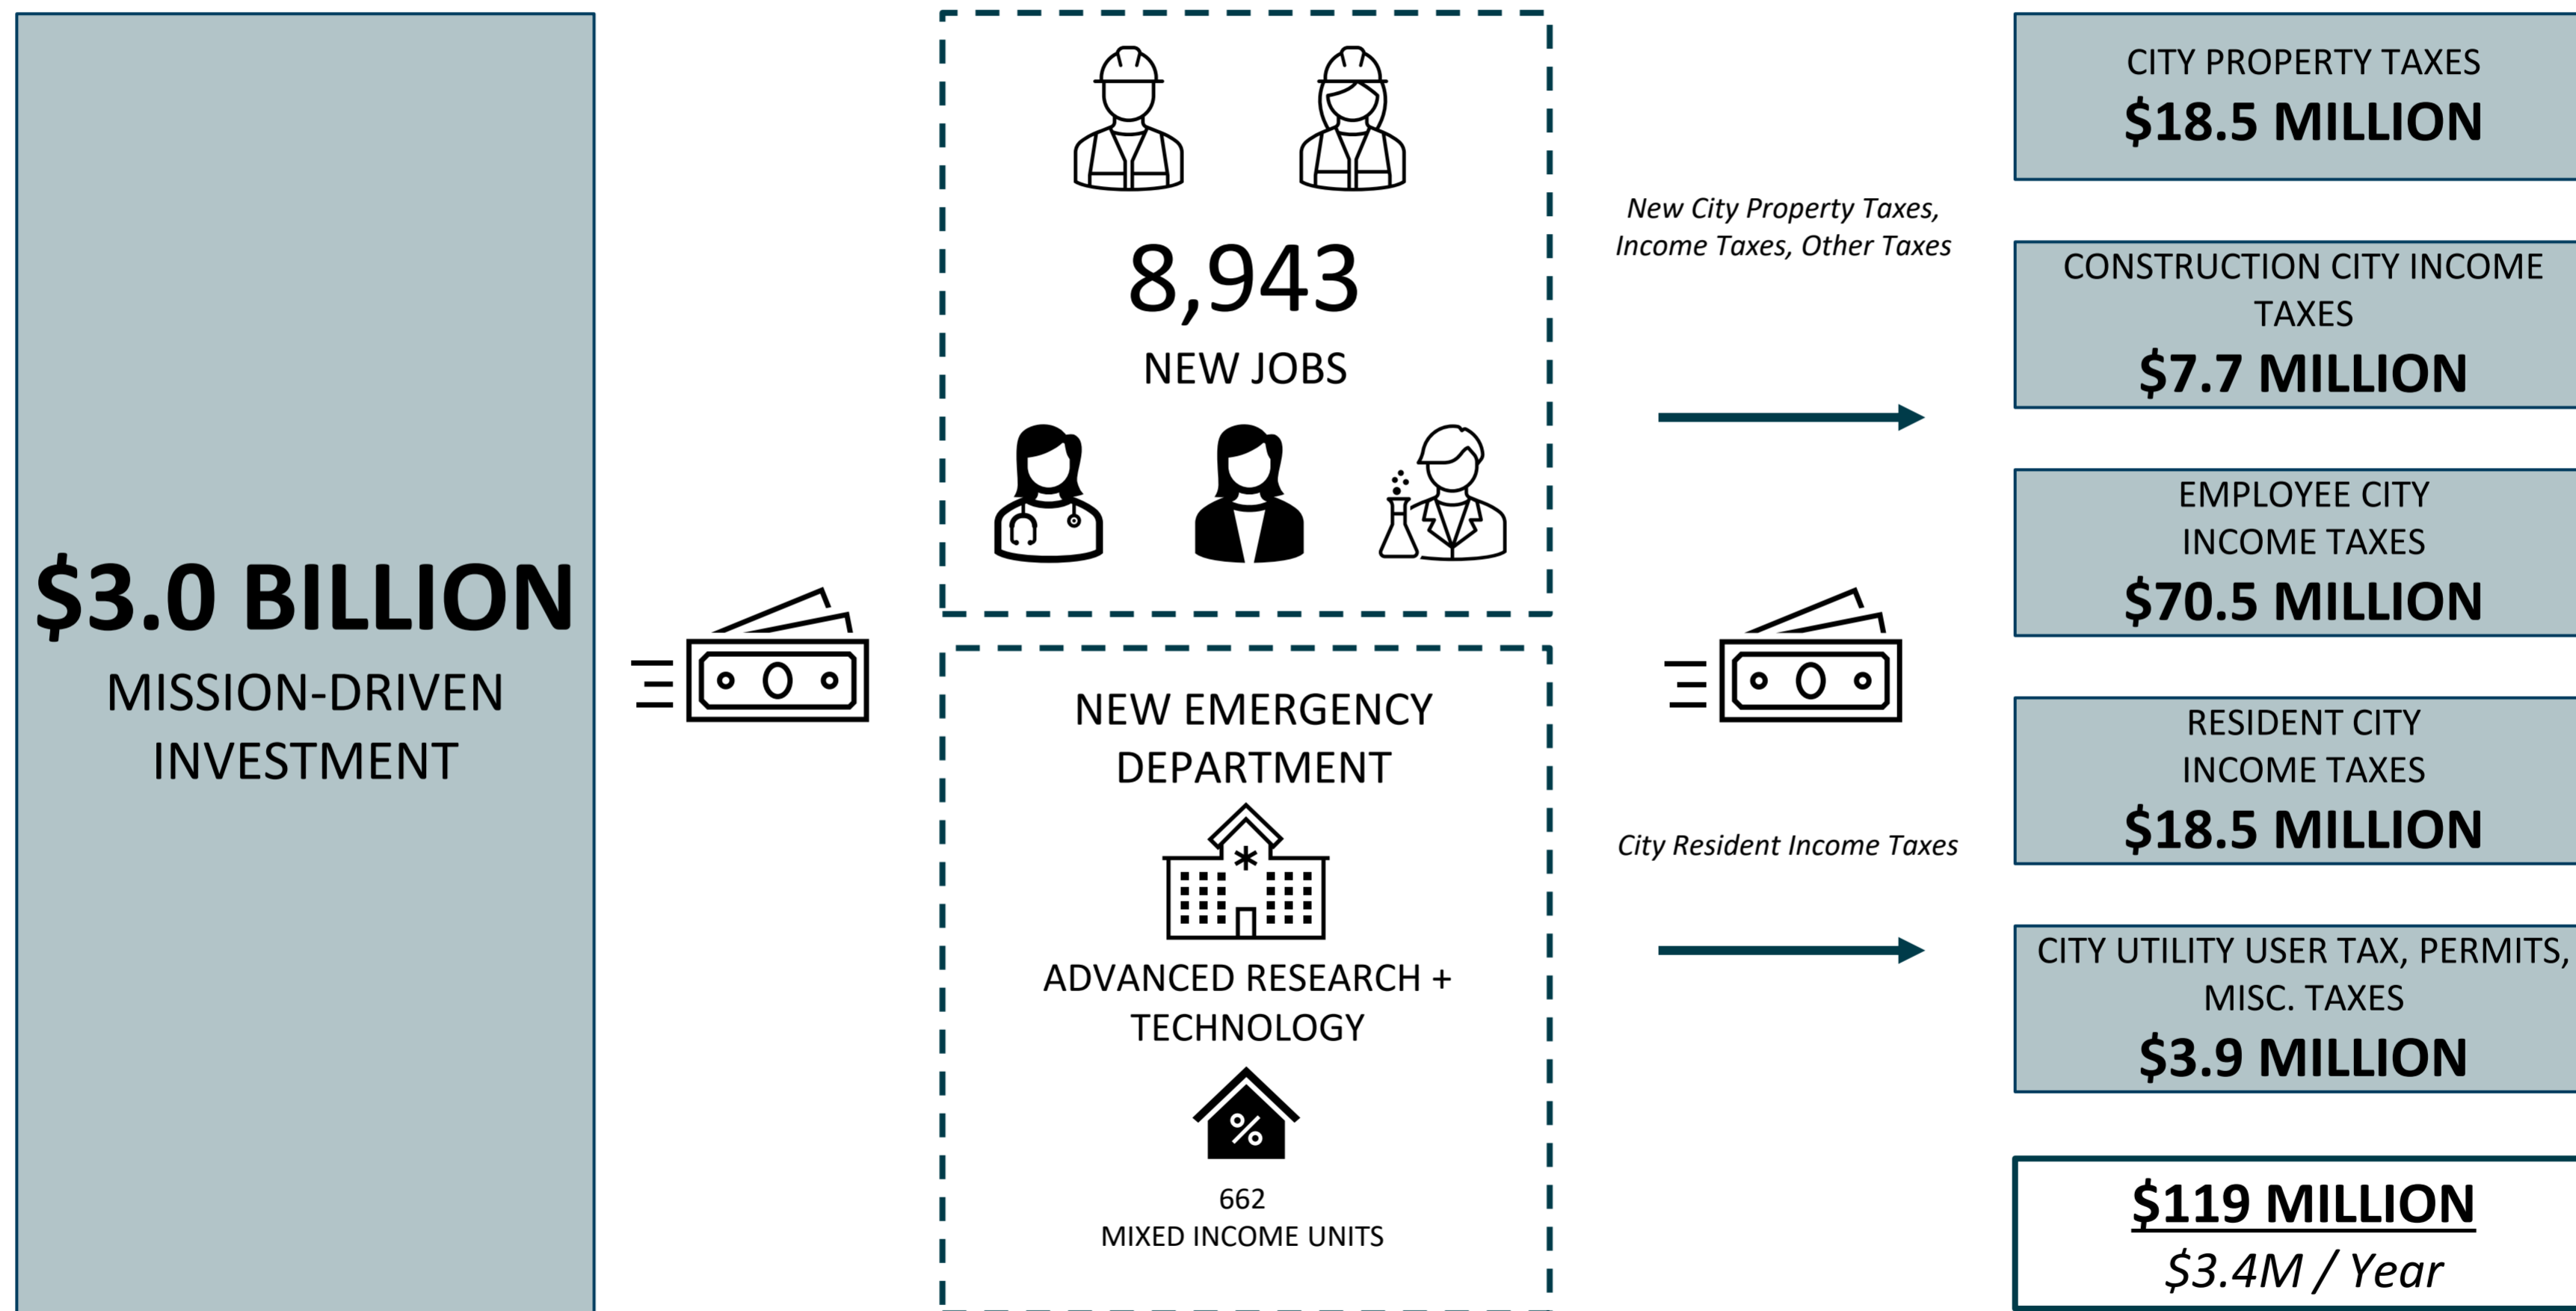 $3.0 BILLION
MISSION-DRIVEN
INVESTMENT
8,943
NEW JOBS
NEW EMERGENCY
DEPARTMENT
ADVANCED RESEARCH +
TECHNOLOGY
%
662
MIXED INCOME UNITS
New City Property Taxes,
Income Taxes, Other Taxes
City Resident Income Taxes
CITY PROPERTY TAXES
$18.5 MILLION
CONSTRUCTION CITY INCOME
TAXES
$7.7 MILLION
EMPLOYEE CITY
INCOME TAXES
$70.5 MILLION
RESIDENT CITY
INCOME TAXES
$18.5 MILLION
CITY UTILITY USER TAX, PERMITS,
MISC. TAXES
$3.9 MILLION
$119 MILLION
$3.4M / Year